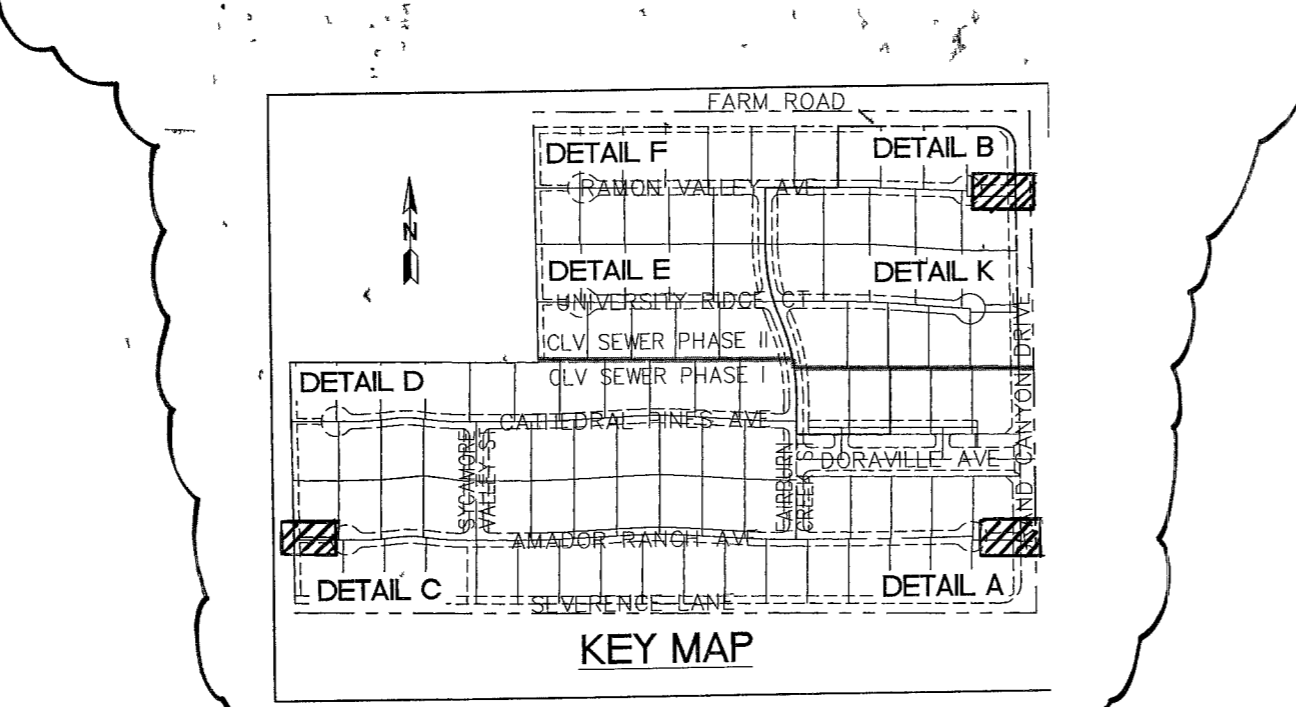 FARM ROAD
DETAIL F
DETAIL B
RAMON VALLEY AVE
N
DETAIL E
DETAIL K
UNIVERSITY RIDGE CT
CLV SEWER PHASE II
CLV SEWER PHASE I
DETAIL D
CATHEDRAL PINES AVE
SYCAMORE
VALLEY ST
FAIRBURN
CREEK ST
DORAVILLE AVE
AND CANYON DRIVE
AMADOR RANCH AVE
DETAIL C
DETAIL A
SEVERENCE LANE
KEY MAP